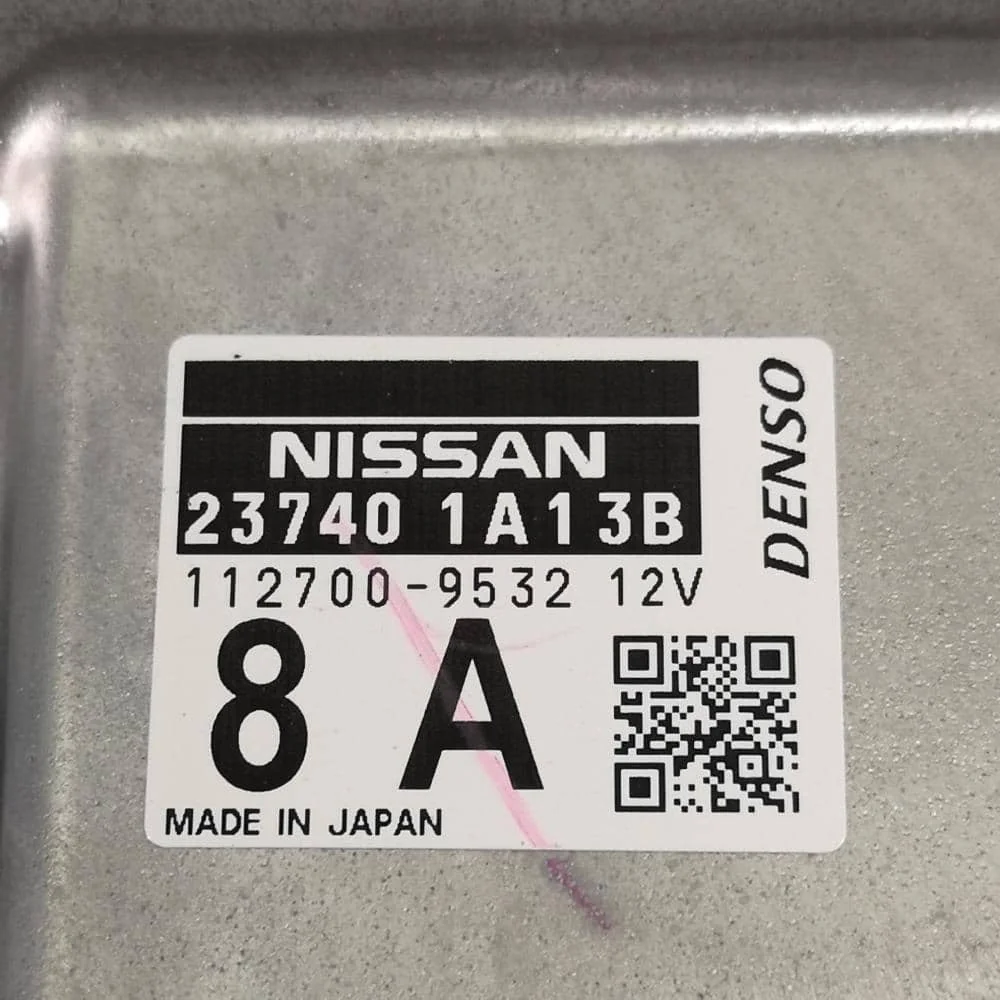 NISSAN
23740 1A13B
112700-9532 12V
8 A
MADE IN JAPAN
DENSO